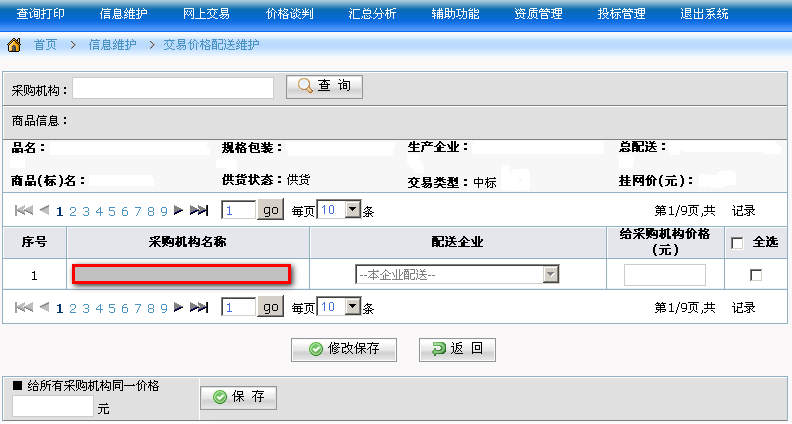 查询打印 信息维护 网上交易 价格谈判 汇总分析 辅助功能 资质管理 投标管理 退出系统
首页 > 信息维护 > 交易价格配送维护
采购机构： 查 询
商品信息：
品名： 规格包装： 生产企业： 总配送：
商品(标)名： 供货状态：供货 交易类型：中标 挂网价(元)：
1 2 3 4 5 6 7 8 9 1 go 每页 10 条 第1/9页,共 记录
序号 采购机构名称 配送企业 给采购机构价格(元) 全选
1 --本企业配送--
1 2 3 4 5 6 7 8 9 1 go 每页 10 条 第1/9页,共 记录
修改保存 返 回
■ 给所有采购机构同一价格
元 保 存